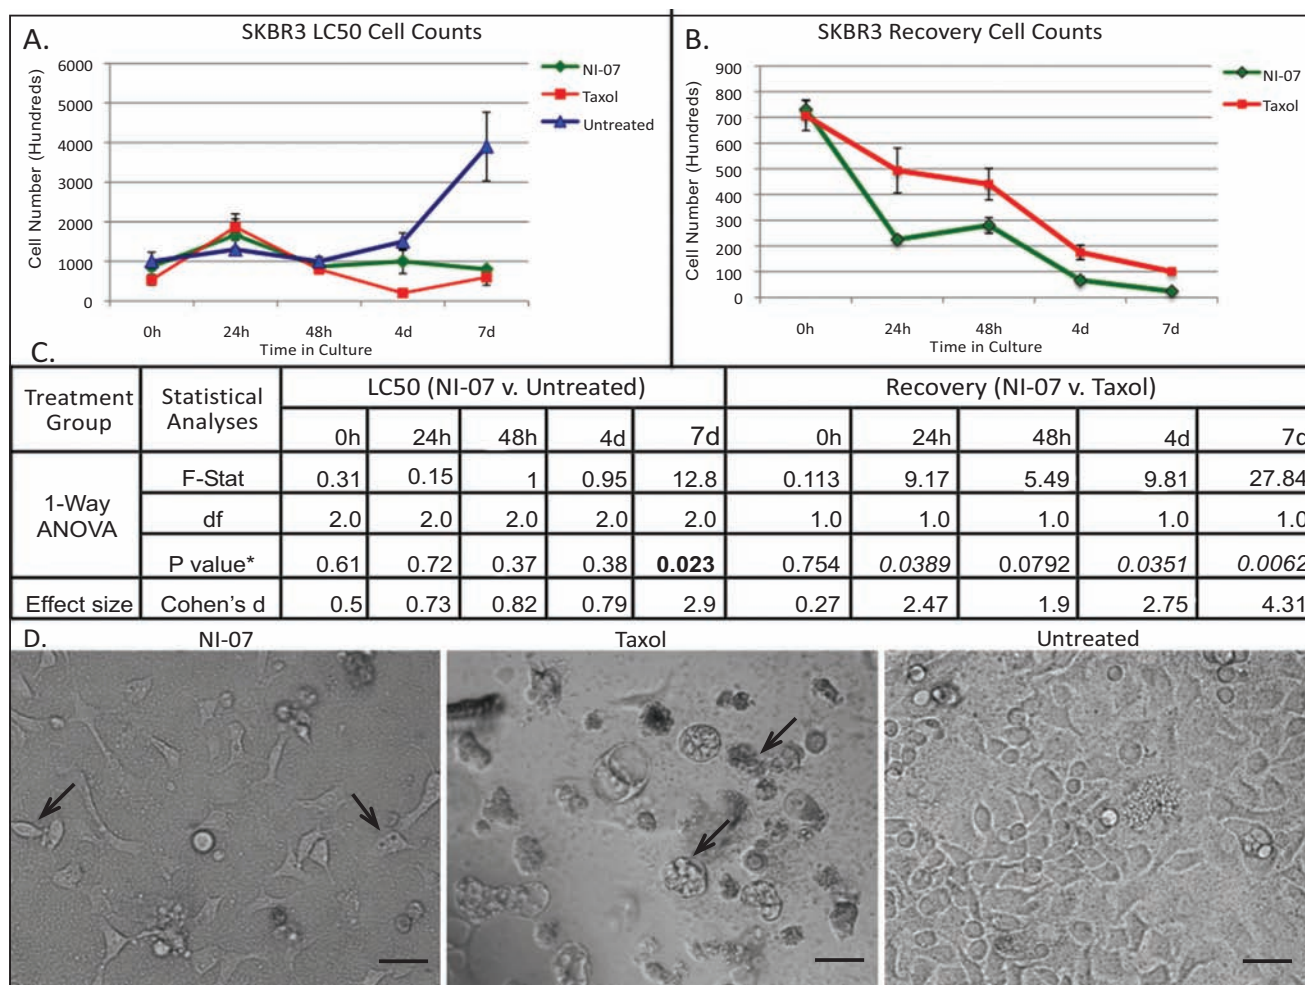 A.
SKBR3 LC50 Cell Counts
Cell Number (Hundreds)
6000
5000
4000
3000
2000
1000
0
0h 24h 48h 4d 7d
Time in Culture
NI-07
Taxol
Untreated
B.
SKBR3 Recovery Cell Counts
Cell Number (Hundreds)
900
800
700
600
500
400
300
200
100
0
0h 24h 48h 4d 7d
Time in Culture
NI-07
Taxol
C.
Treatment Group Statistical Analyses LC50 (NI-07 v. Untreated) Recovery (NI-07 v. Taxol)
0h 24h 48h 4d 7d 0h 24h 48h 4d 7d
1-Way ANOVA
F-Stat 0.31 0.15 1 0.95 12.8 0.113 9.17 5.49 9.81 27.84
df 2.0 2.0 2.0 2.0 2.0 1.0 1.0 1.0 1.0 1.0
P value* 0.61 0.72 0.37 0.38 0.023 0.754 0.0389 0.0792 0.0351 0.0062
Effect size Cohen's d 0.5 0.73 0.82 0.79 2.9 0.27 2.47 1.9 2.75 4.31
D.
NI-07 Taxol Untreated